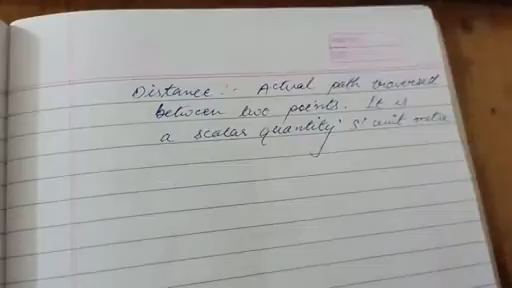 Distance :- Actual path traversed
between two points. It is
a scalar quantity SI unit metre